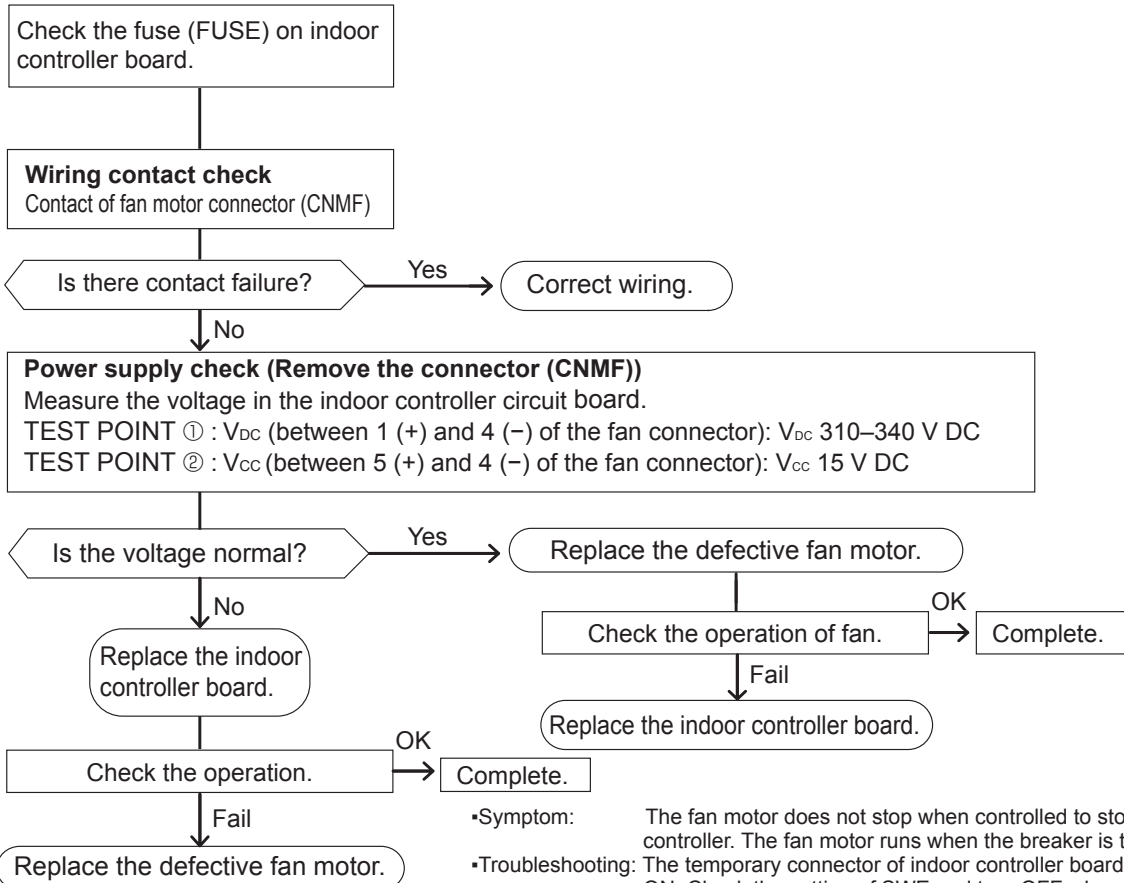 Check the fuse (FUSE) on indoor
controller board.
Wiring contact check
Contact of fan motor connector (CNMF)
Is there contact failure?
Yes
Correct wiring.
No
Power supply check (Remove the connector (CNMF))
Measure the voltage in the indoor controller circuit board.
TEST POINT ① : VDC (between 1 (+) and 4 (−) of the fan connector): VDC 310–340 V DC
TEST POINT ② : VCC (between 5 (+) and 4 (−) of the fan connector): Vcc 15 V DC
Is the voltage normal?
Yes
Replace the defective fan motor.
No
Check the operation of fan.
OK
Complete.
Replace the indoor
controller board.
Fail
Replace the indoor controller board.
Check the operation.
OK
Complete.
Fail
Replace the defective fan motor.
▪Symptom: The fan motor does not stop when controlled to
controller. The fan motor runs when the breaker is
▪Troubleshooting: The temporary connector of indoor controller board